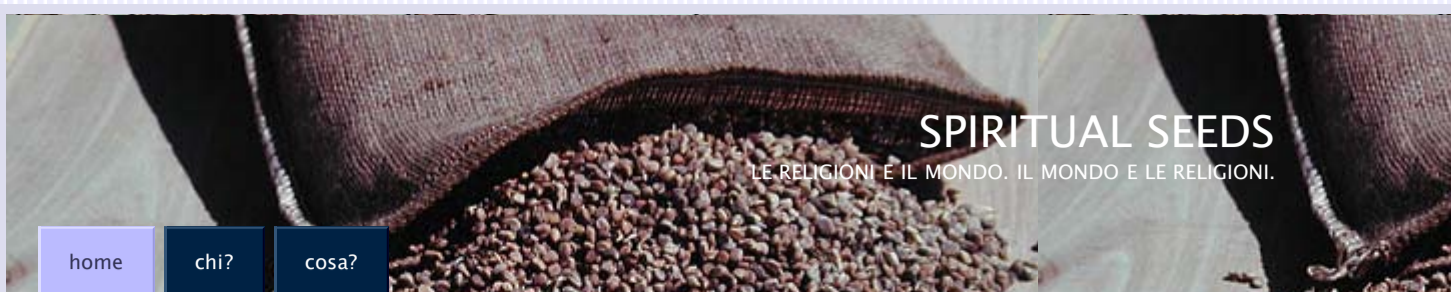 SPIRITUAL SEEDS
LE RELIGIONI E IL MONDO. IL MONDO E LE RELIGIONI.
home
chi?
cosa?